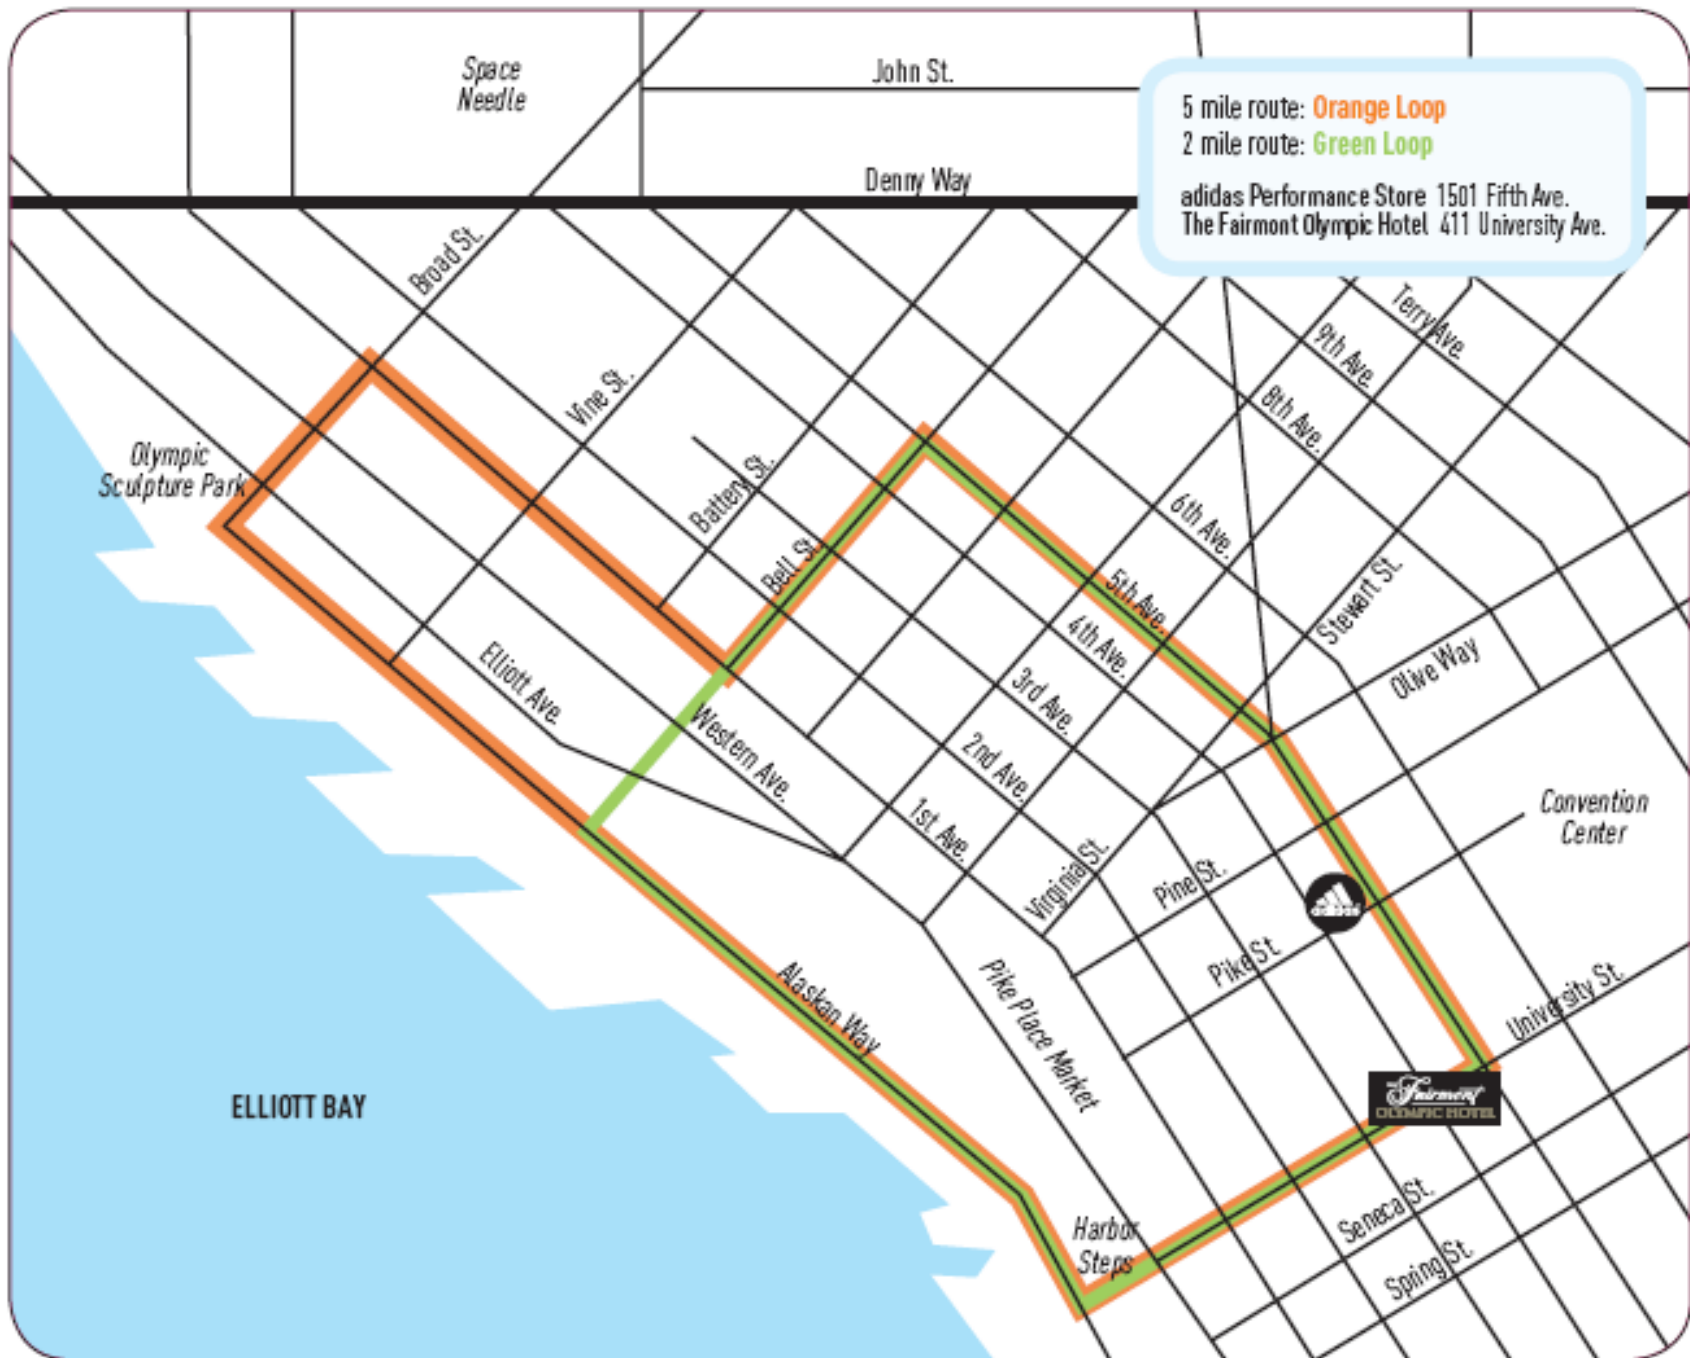 Space
Needle
John St.
5 mile route: Orange Loop
2 mile route: Green Loop
adidas Performance Store 1501 Fifth Ave.
The Fairmont Olympic Hotel 411 University Ave.
Denny Way
Broad St.
Terry Ave.
9th Ave.
Vine St.
8th Ave.
Olympic
Sculpture Park
Battery St.
6th Ave.
Bell St.
5th Ave.
Stewart St.
4th Ave.
Olive Way
Elliott Ave.
3rd Ave.
Western Ave.
2nd Ave.
Convention
Center
1st Ave.
Virginia St.
Pine St.
adidas
Pike St.
Alaskan Way
Pike Place Market
University St.
ELLIOTT BAY
Fairmont
OLYMPIC HOTEL
Harbor
Steps
Seneca St.
Spring St.